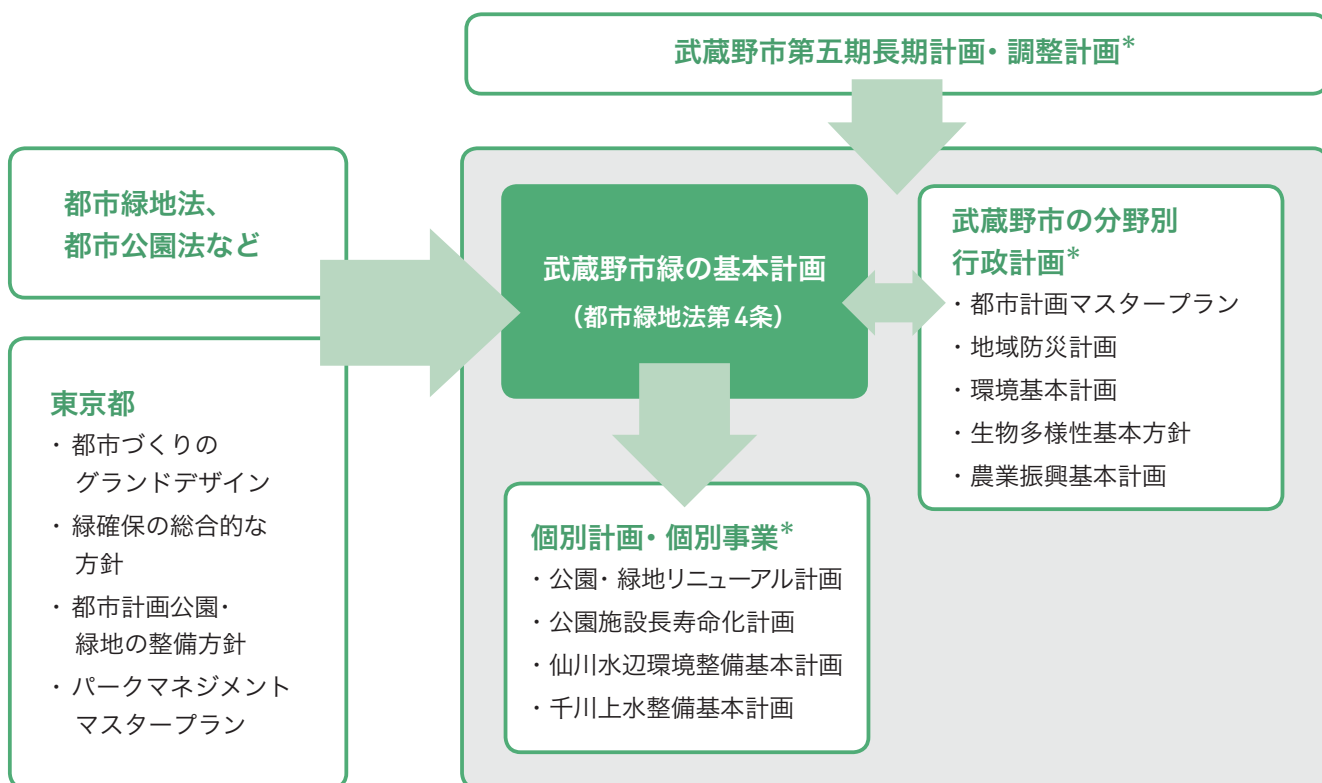 武蔵野市第五期長期計画・調整計画*
都市緑地法、
都市公園法など
東京都
・都市づくりの
グランドデザイン
・緑確保の総合的な
方針
・都市計画公園・
緑地の整備方針
・パークマネジメント
マスタープラン
武蔵野市緑の基本計画
（都市緑地法第4条）
武蔵野市の分野別
行政計画*
・都市計画マスタープラン
・地域防災計画
・環境基本計画
・生物多様性基本方針
・農業振興基本計画
個別計画・個別事業*
・公園・緑地リニューアル計画
・公園施設長寿命化計画
・仙川水辺環境整備基本計画
・千川上水整備基本計画